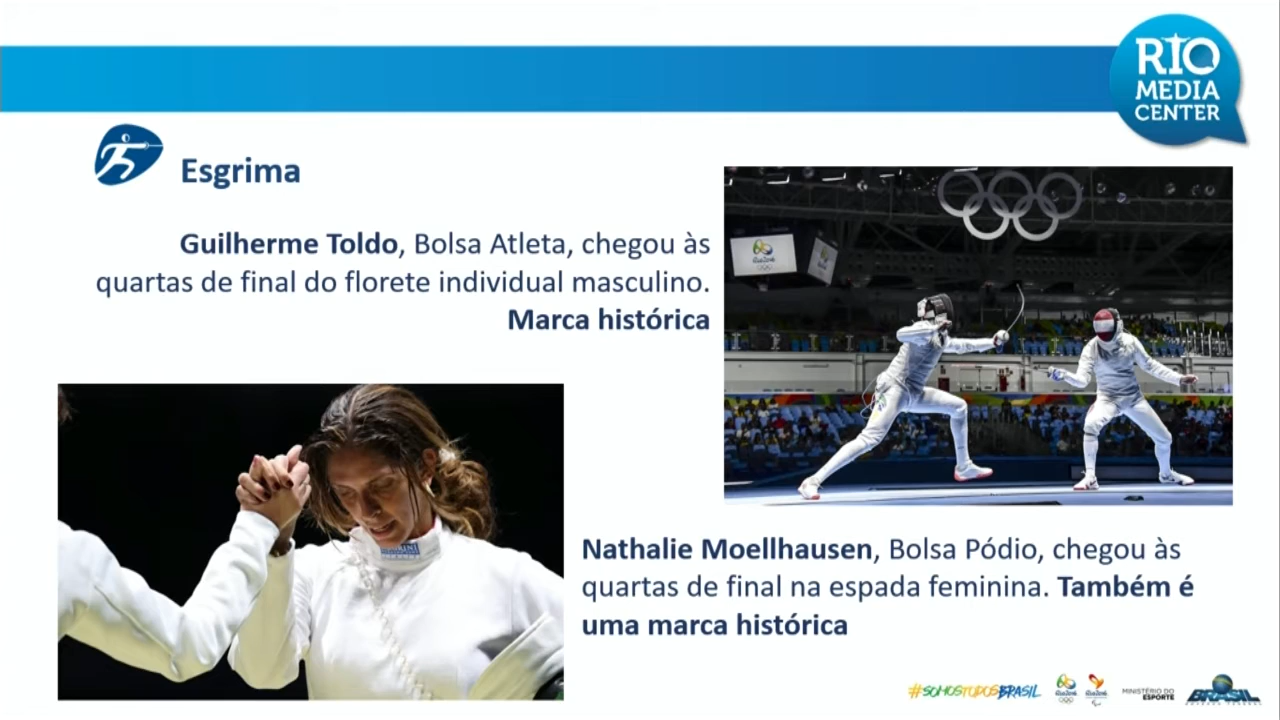 RIO
MEDIA
CENTER
Esgrima
Guilherme Toldo, Bolsa Atleta, chegou às
quartas de final do florete individual masculino.
Marca histórica
Nathalie Moellhausen, Bolsa Pódio, chegou às
quartas de final na espada feminina. Também é
uma marca histórica
#SOMOSTODOSBRASIL
MINISTÉRIO DO
ESPORTE
BRASIL